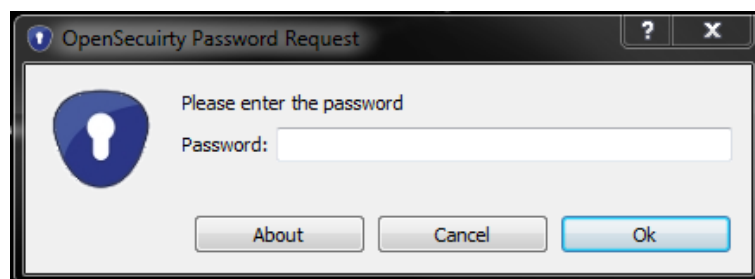 OpenSecuirty Password Request
? X
Please enter the password
Password:
About Cancel Ok